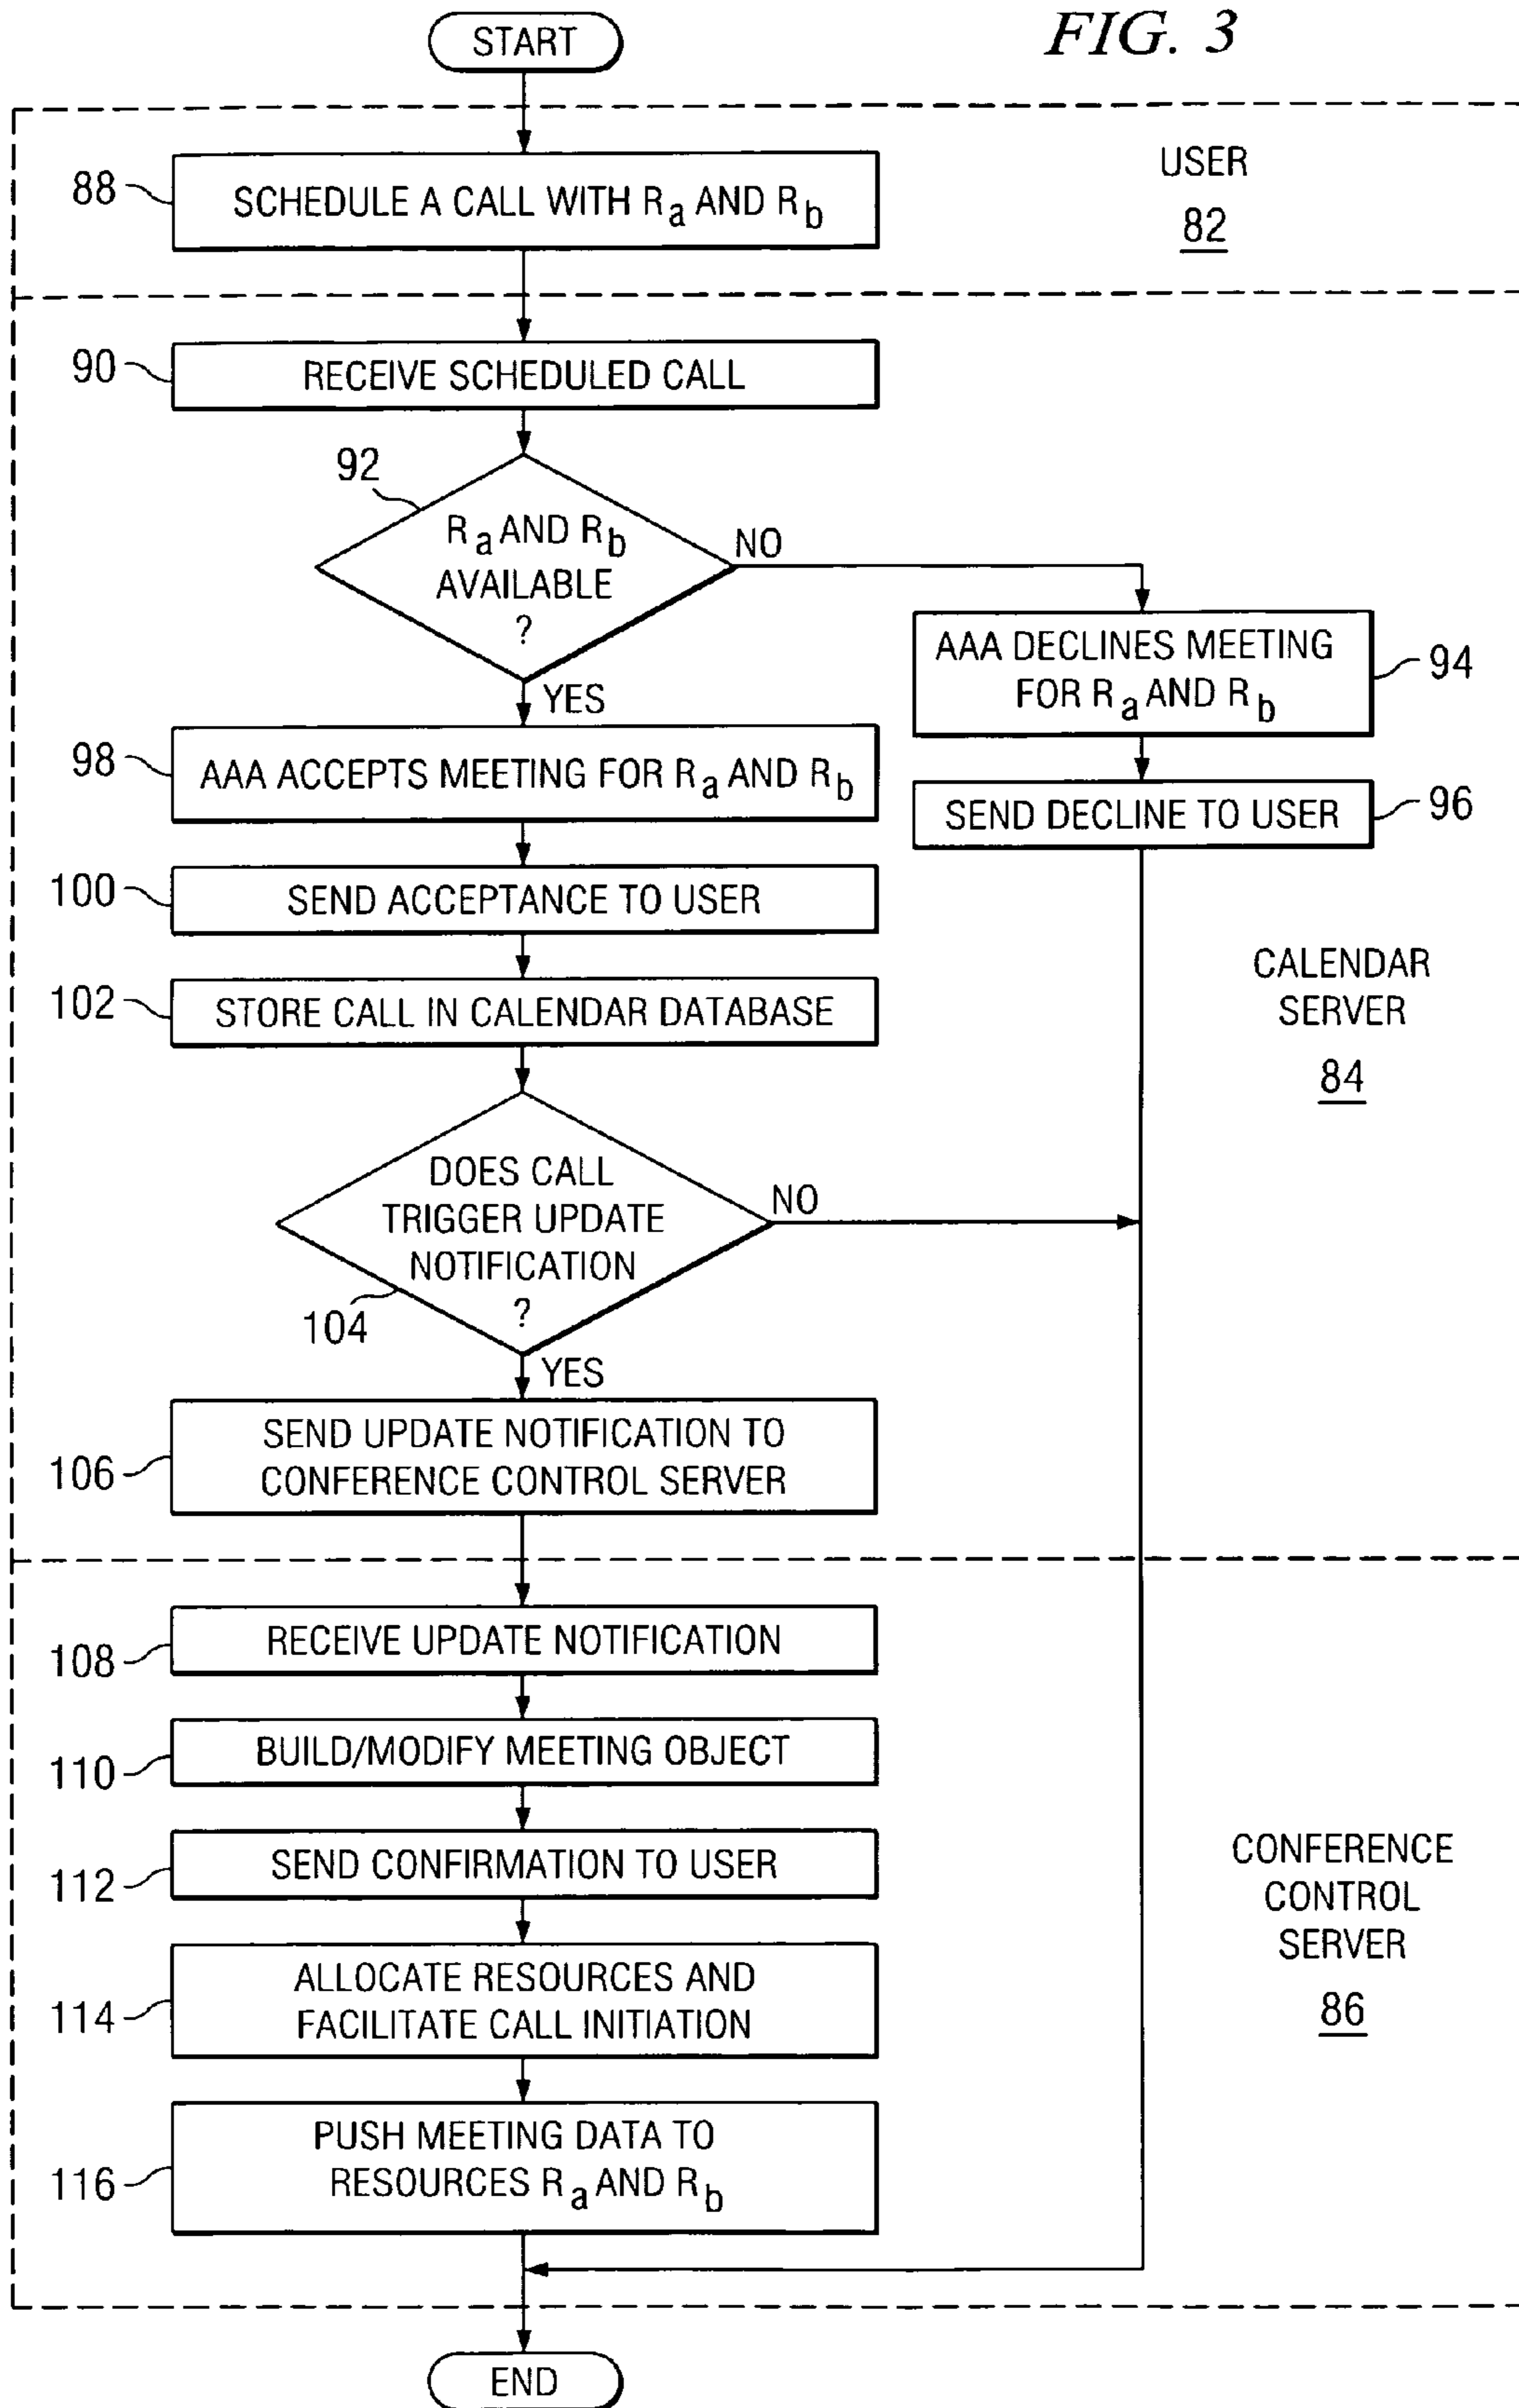 START
FIG. 3
USER
82
88
SCHEDULE A CALL WITH Ra AND Rb
90
RECEIVE SCHEDULED CALL
92
Ra AND Rb
AVAILABLE
?
NO
YES
AAA DECLINES MEETING
FOR Ra AND Rb
94
98
AAA ACCEPTS MEETING FOR Ra AND Rb
SEND DECLINE TO USER
96
100
SEND ACCEPTANCE TO USER
102
STORE CALL IN CALENDAR DATABASE
CALENDAR
SERVER
84
DOES CALL
TRIGGER UPDATE
NOTIFICATION
?
104
NO
YES
106
SEND UPDATE NOTIFICATION TO
CONFERENCE CONTROL SERVER
108
RECEIVE UPDATE NOTIFICATION
110
BUILD/MODIFY MEETING OBJECT
112
SEND CONFIRMATION TO USER
CONFERENCE
CONTROL
SERVER
86
114
ALLOCATE RESOURCES AND
FACILITATE CALL INITIATION
116
PUSH MEETING DATA TO
RESOURCES Ra AND Rb
END